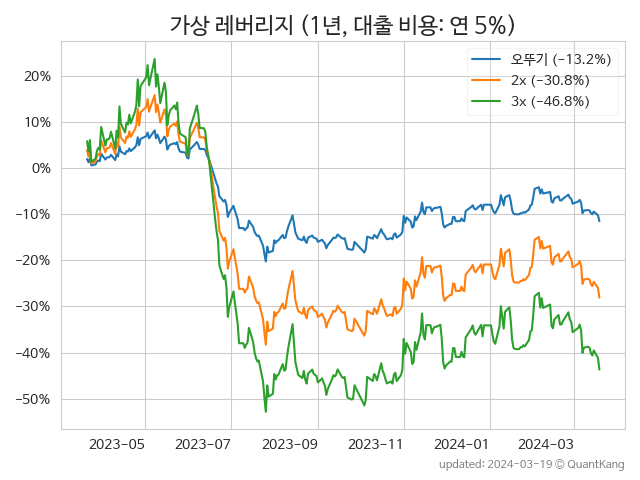 가상 레버리지 (1년, 대출 비용: 연 5%)
오뚜기 (−13.2%)
2x (−30.8%)
3x (−46.8%)
20%
10%
0%
−10%
−20%
−30%
−40%
−50%
2023-05
2023-07
2023-09
2023-11
2024-01
2024-03
updated: 2024-03-19 © QuantKang